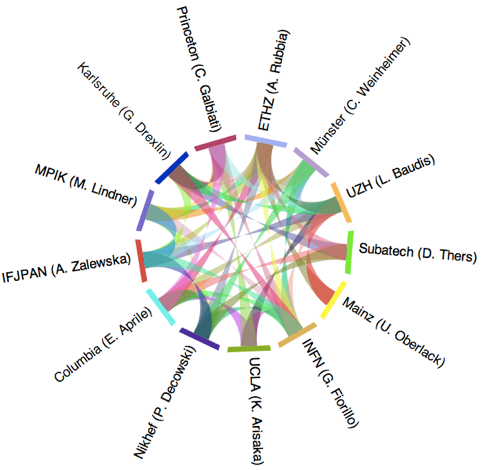 Princeton (C. Galbiati)
ETHZ (A. Rubbia)
Münster (C. Weinheimer)
UZH (L. Baudis)
Subatech (D. Thers)
Mainz (U. Oberlack)
INFN (G. Fiorillo)
UCLA (K. Arisaka)
Nikhef (P. Decowski)
Columbia (E. Aprile)
IFJPAN (A. Zalewska)
MPIK (M. Lindner)
Karlsruhe (G. Drexlin)